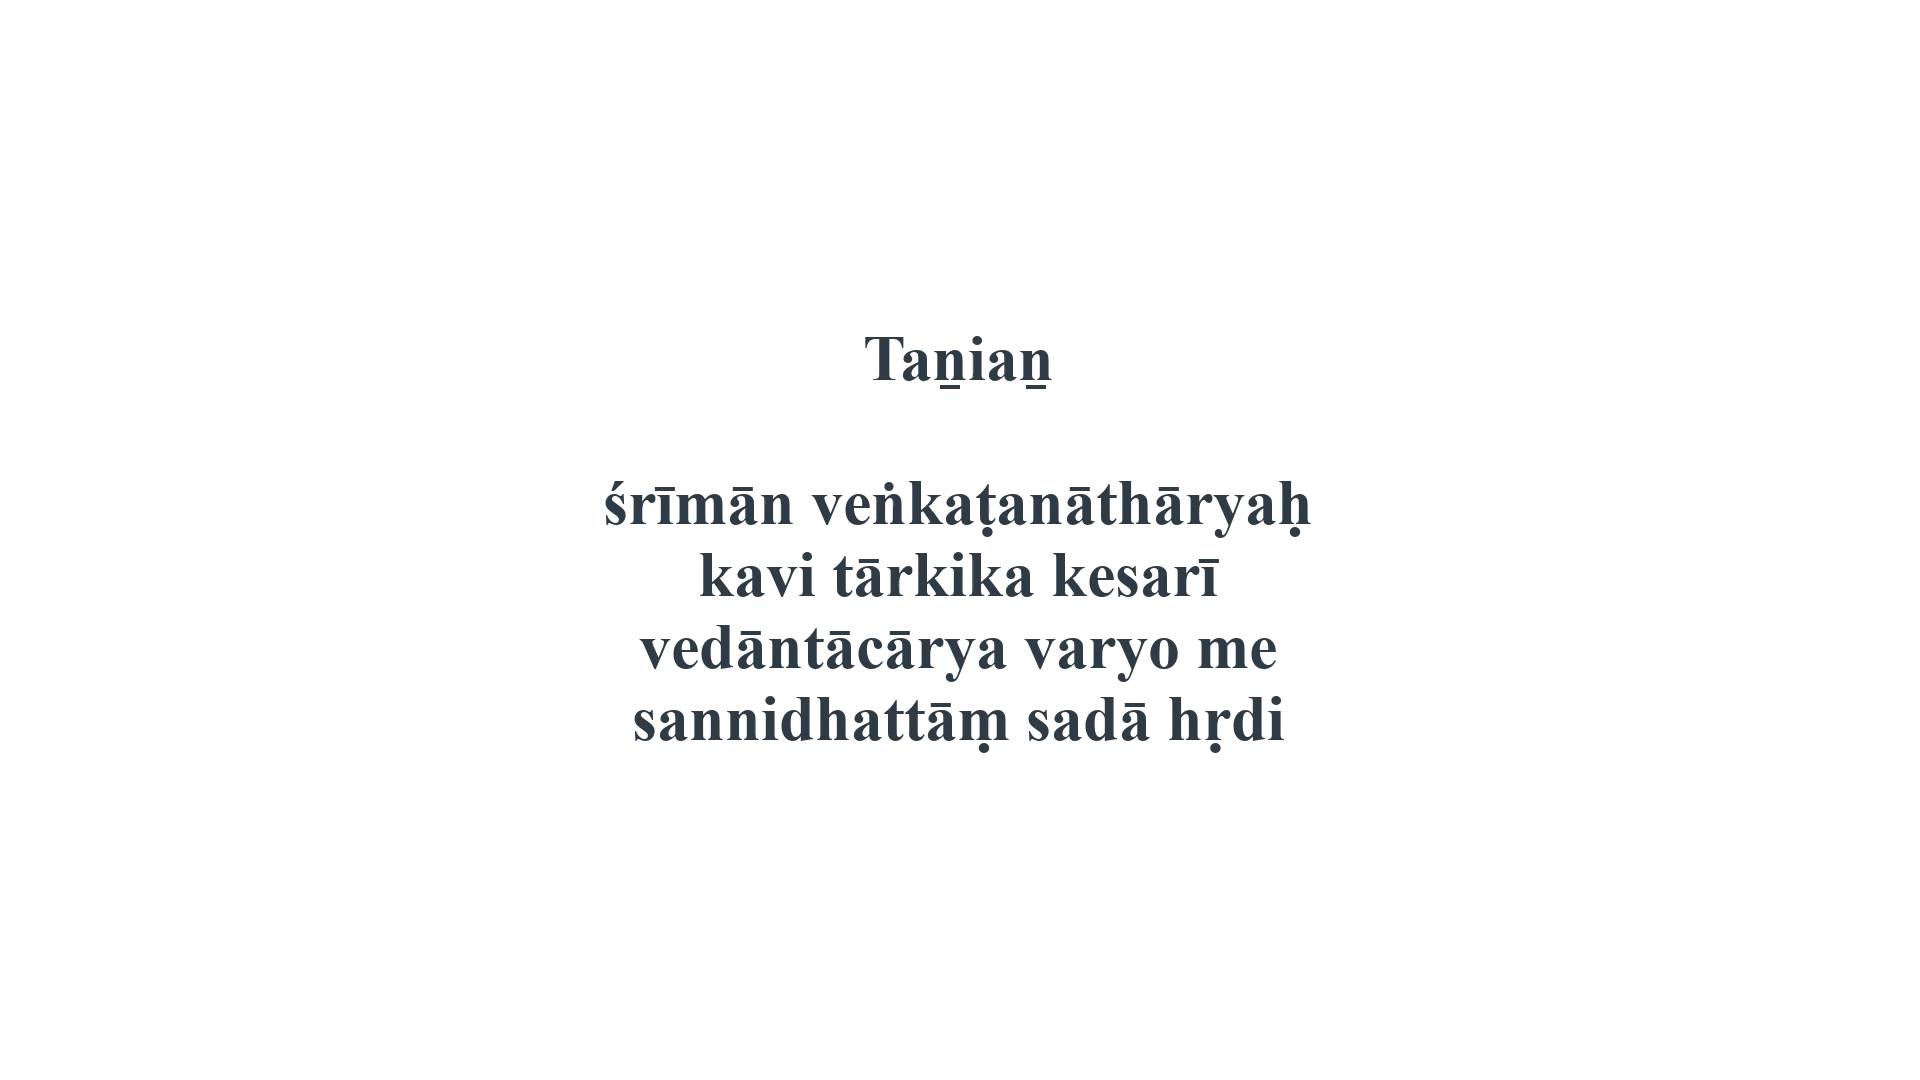 Taṉiaṉ
śrīmān veṅkaṭanāthāryaḥ
kavi tārkika kesarī
vedāntācārya varyo me
sannidhattāṃ sadā hṛdi